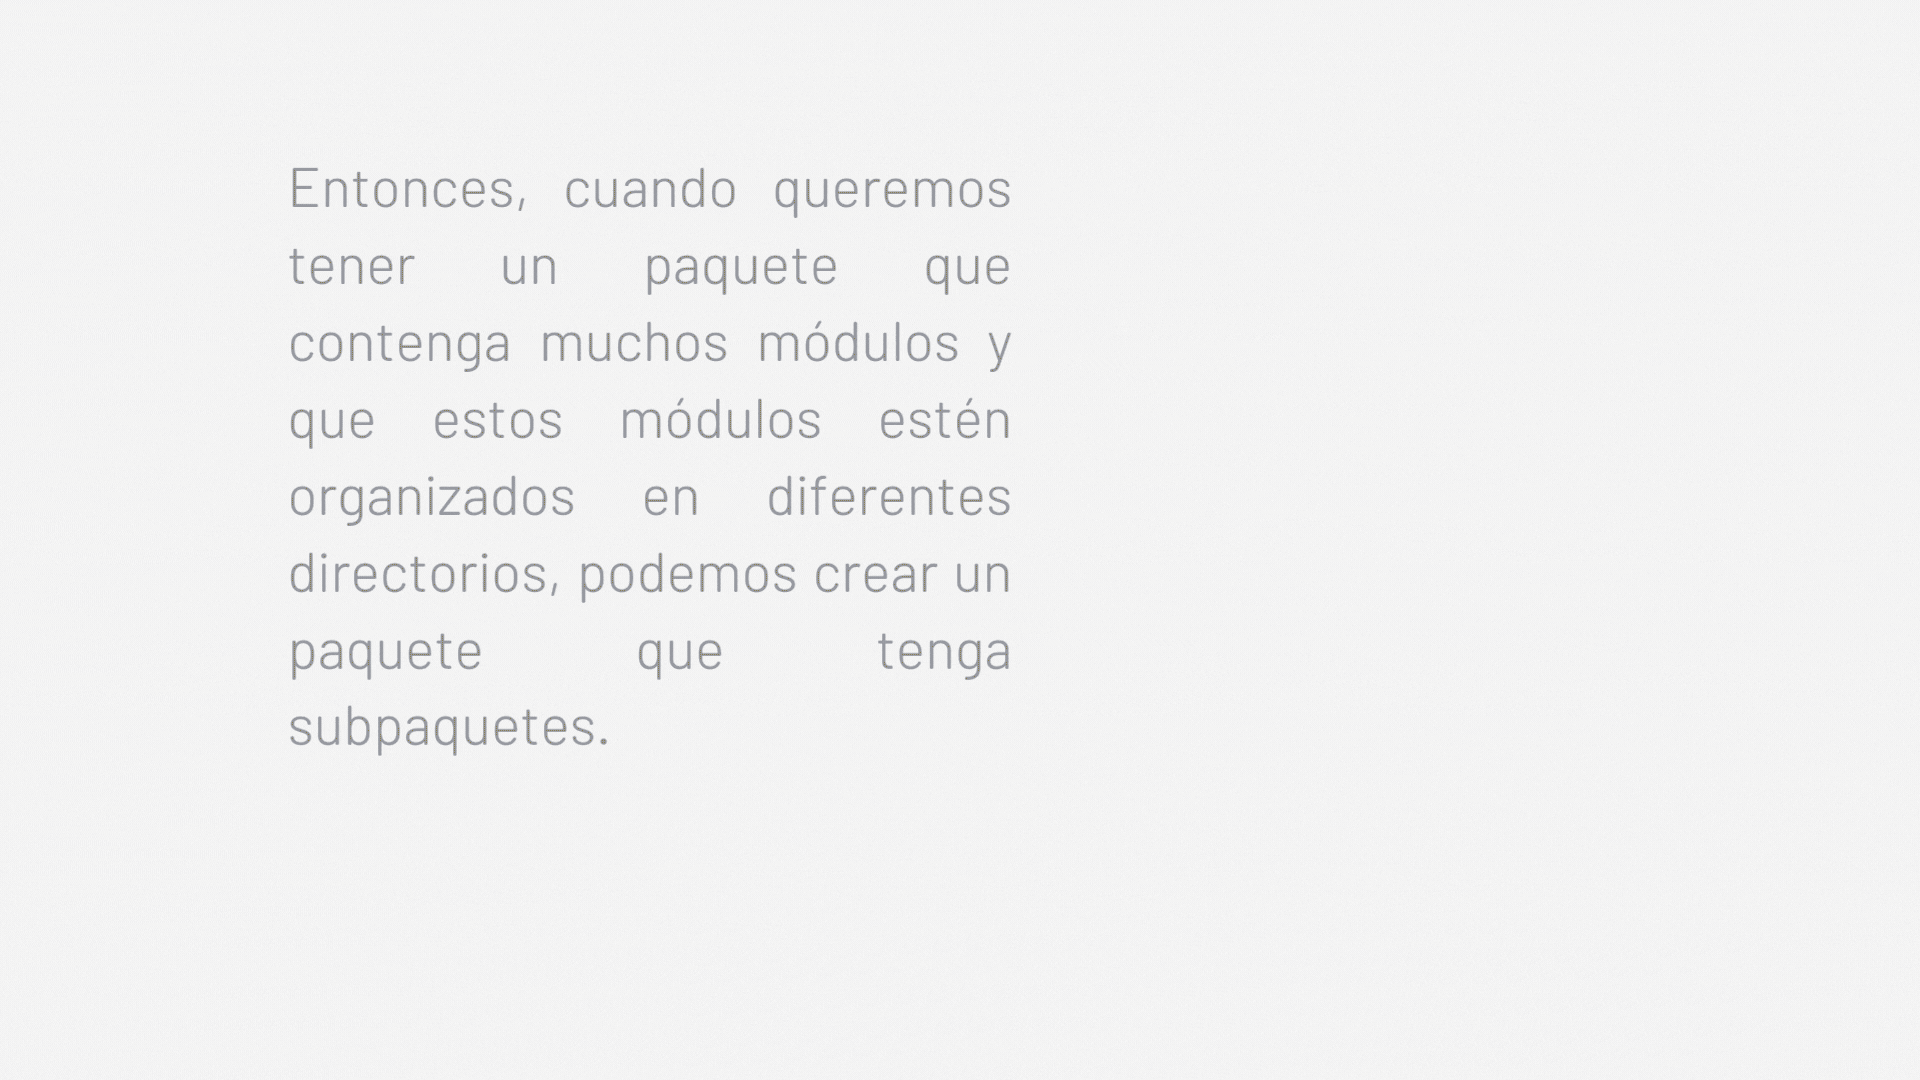 Entonces, cuando queremos
tener un paquete que
contenga muchos módulos y
que estos módulos estén
organizados en diferentes
directorios, podemos crear un
paquete que tenga
subpaquetes.